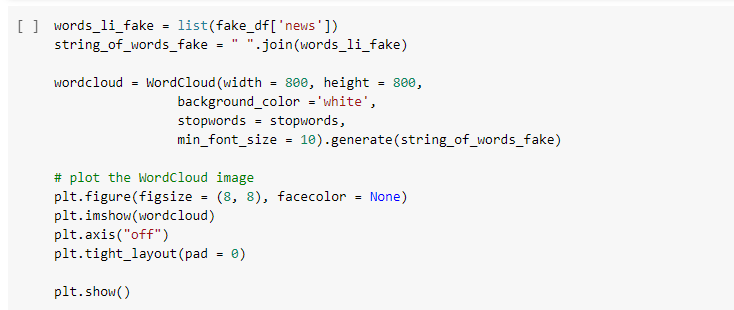 [ ] words_li_fake = list(fake_df['news'])
string_of_words_fake = " ".join(words_li_fake)
wordcloud = WordCloud(width = 800, height = 800,
background_color ='white',
stopwords = stopwords,
min_font_size = 10).generate(string_of_words_fake)
# plot the WordCloud image
plt.figure(figsize = (8, 8), facecolor = None)
plt.imshow(wordcloud)
plt.axis("off")
plt.tight_layout(pad = 0)
plt.show()